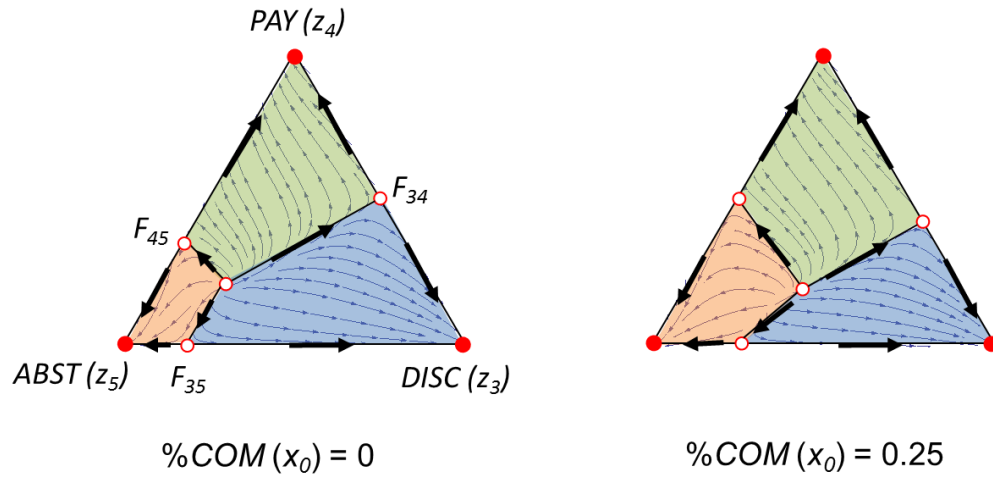 PAY (z4)
F34
F45
ABST (z5)
F35
DISC (z3)
%COM (x0) = 0
%COM (x0) = 0.25